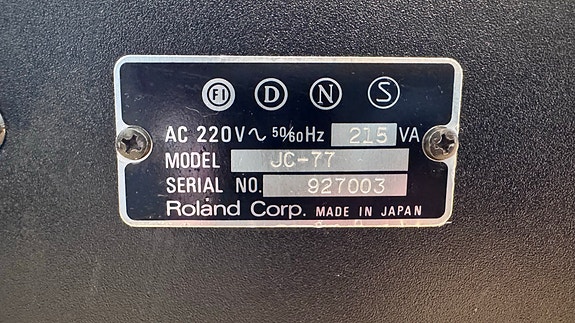 FI D N S
AC 220V~ 50/60Hz 215 VA
MODEL JC-77
SERIAL NO. 927003
Roland Corp. MADE IN JAPAN